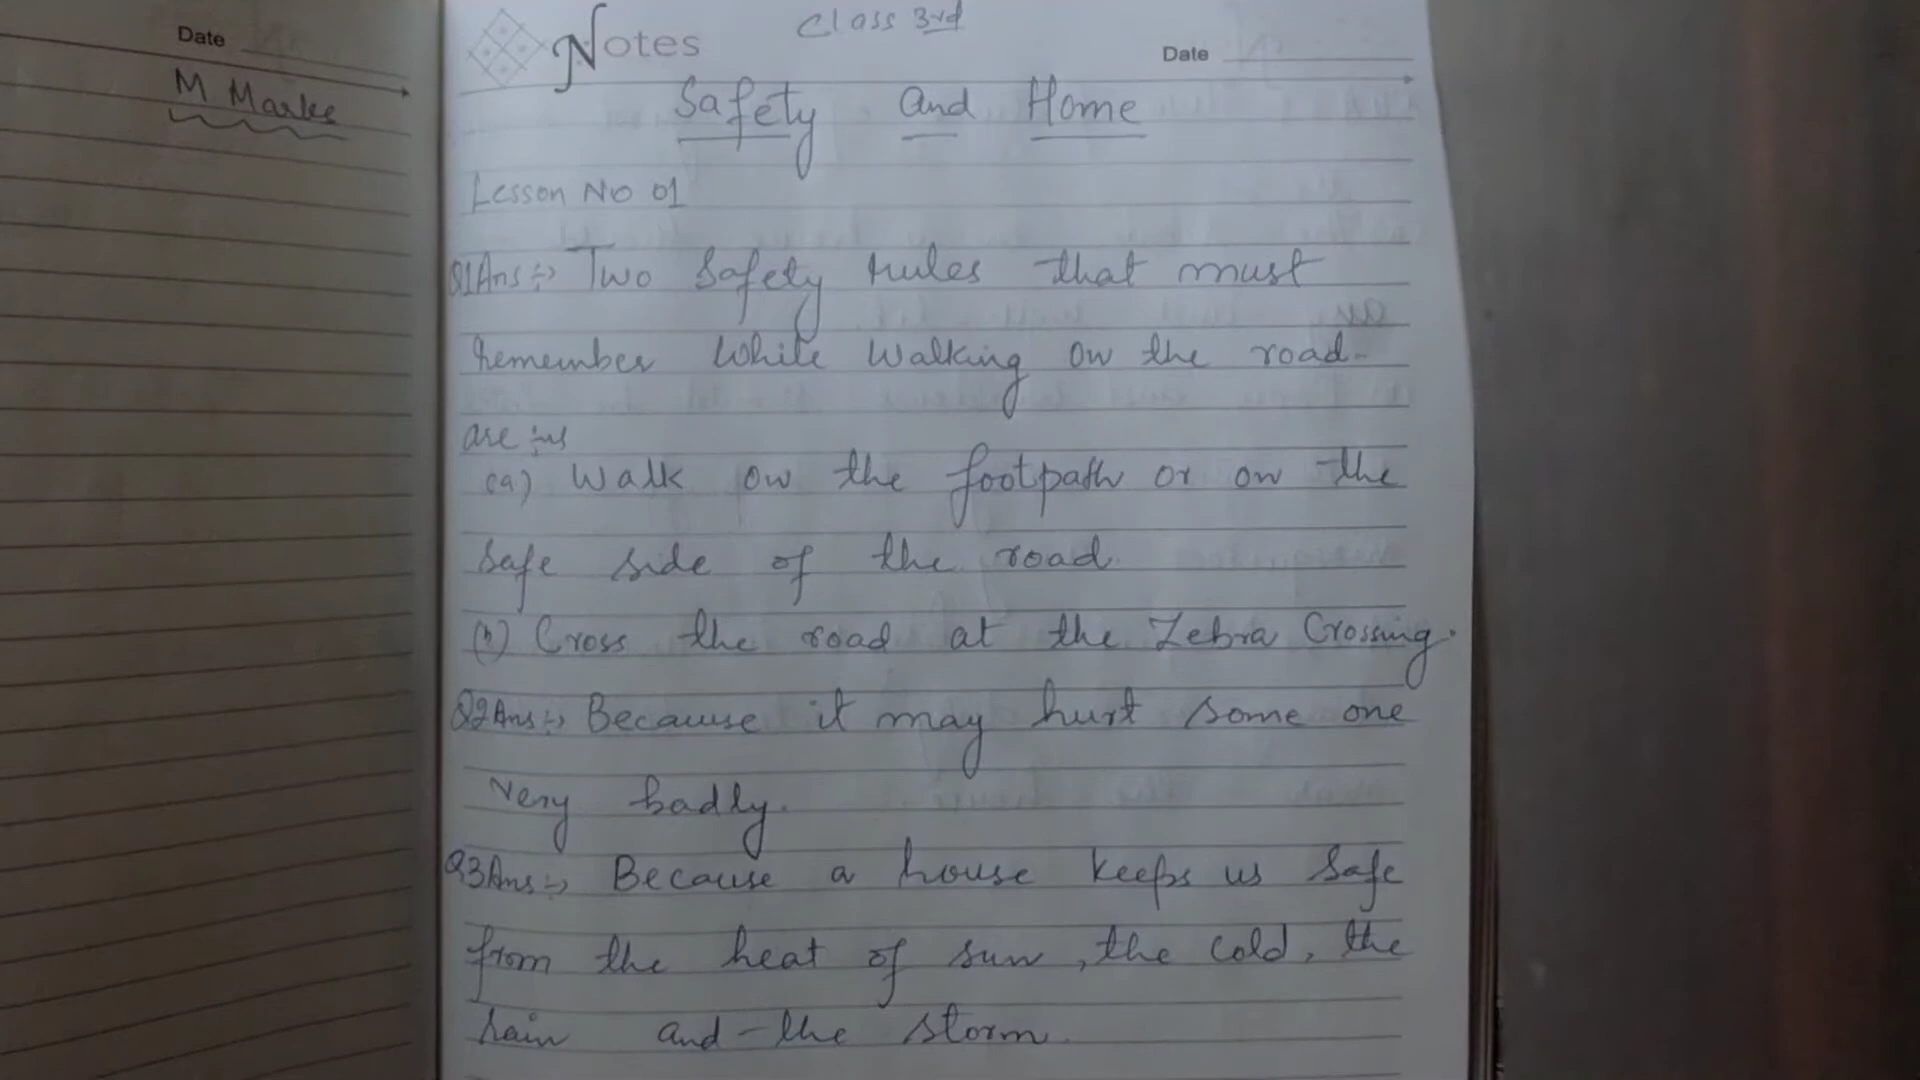 Date
M Marke
Notes
Class 3rd
Date
Safety and Home
Lesson No 01
Q1Ans:-> Two Safety rules that must
remember while walking on the road
are :-
(a) Walk on the footpath or on the
safe side of the road
(b) Cross the road at the Zebra Crossing.
Q2Ans:-> Because it may hurt some one
very badly.
Q3Ans:-> Because a house keeps us safe
from the heat of sun, the cold, the
rain and the storm.